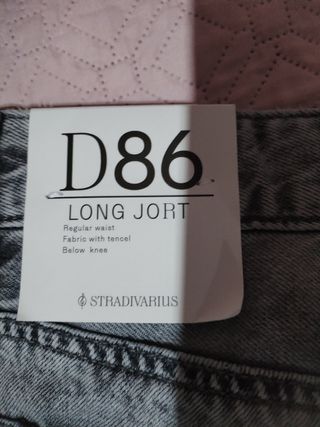 D86
LONG JORT
Regular waist
Fabric with tencel
Below knee
STRADIVARIUS